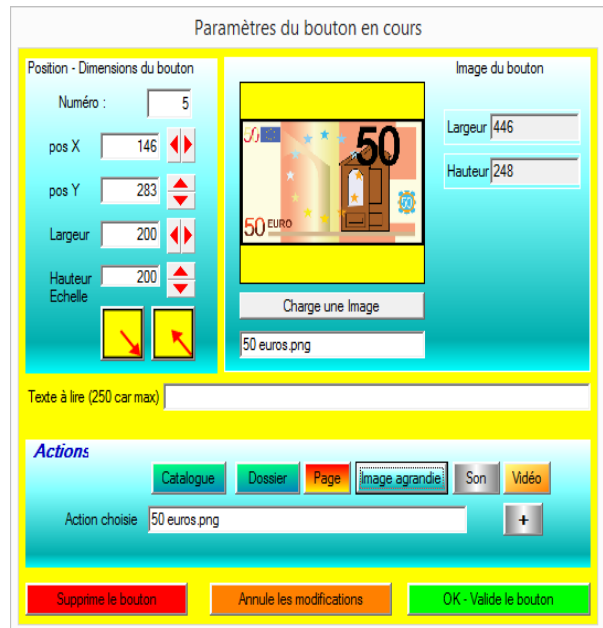 Paramètres du bouton en cours
Position - Dimensions du bouton
Numéro : 5
pos X 146
pos Y 283
Largeur 200
Hauteur 200
Echelle
Image du bouton
50
50
50 EURO
Largeur 446
Hauteur 248
Charge une Image
50 euros.png
Texte à lire (250 car max)
Actions
Catalogue Dossier Page Image agrandie Son Vidéo
Action choisie 50 euros.png +
Supprime le bouton Annule les modifications OK - Valide le bouton